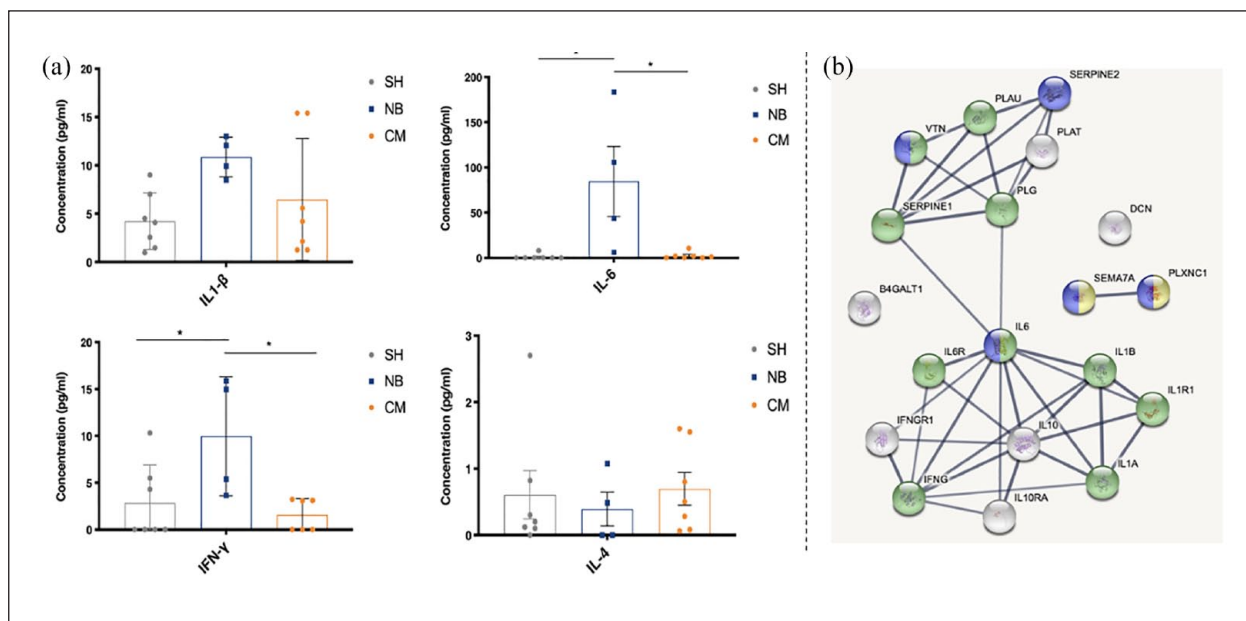 (a)
20
15
10
5
0
Concentration (pg/ml)
IL1-β
SH
NB
CM
200
150
100
50
0
Concentration (pg/ml)
*
IL-6
SH
NB
CM
20
15
10
5
0
Concentration (pg/ml)
*
*
IFN-γ
SH
NB
CM
3
2
1
0
Concentration (pg/ml)
IL-4
SH
NB
CM
(b)
SERPINE2
PLAU
VTN
PLAT
PLG
SERPINE1
DCN
SEMA7A
PLXNC1
B4GALT1
IL6
IL6R
IL1B
IL1R1
IFNGR1
IL10
IL1A
IFNG
IL10RA